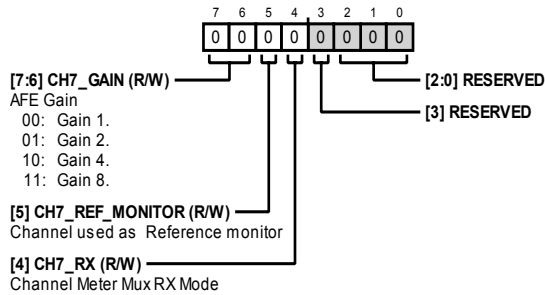 7 6 5 4 3 2 1 0
0 0 0 0 0 0 0 0
[7:6] CH7_GAIN (R/W)
AFE Gain
00: Gain 1.
01: Gain 2.
10: Gain 4.
11: Gain 8.
[5] CH7_REF_MONITOR (R/W)
Channel used as Reference monitor
[4] CH7_RX (R/W)
Channel Meter Mux RX Mode
[2:0] RESERVED
[3] RESERVED